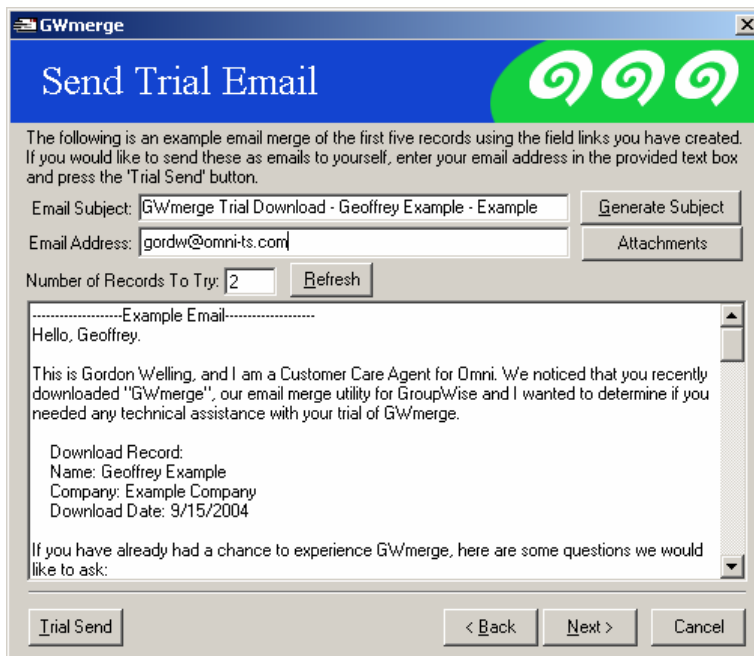 GWmerge
Send Trial Email
The following is an example email merge of the first five records using the field links you have created.
If you would like to send these as emails to yourself, enter your email address in the provided text box
and press the 'Trial Send' button.
Email Subject: GWmerge Trial Download - Geoffrey Example - Example Generate Subject
Email Address: gordw@omni-ts.com Attachments
Number of Records To Try: 2 Refresh
--------------------Example Email--------------------
Hello, Geoffrey.
This is Gordon Welling, and I am a Customer Care Agent for Omni. We noticed that you recently
downloaded "GWmerge", our email merge utility for GroupWise and I wanted to determine if you
needed any technical assistance with your trial of GWmerge.
Download Record:
Name: Geoffrey Example
Company: Example Company
Download Date: 9/15/2004
If you have already had a chance to experience GWmerge, here are some questions we would
like to ask:
Trial Send < Back Next > Cancel